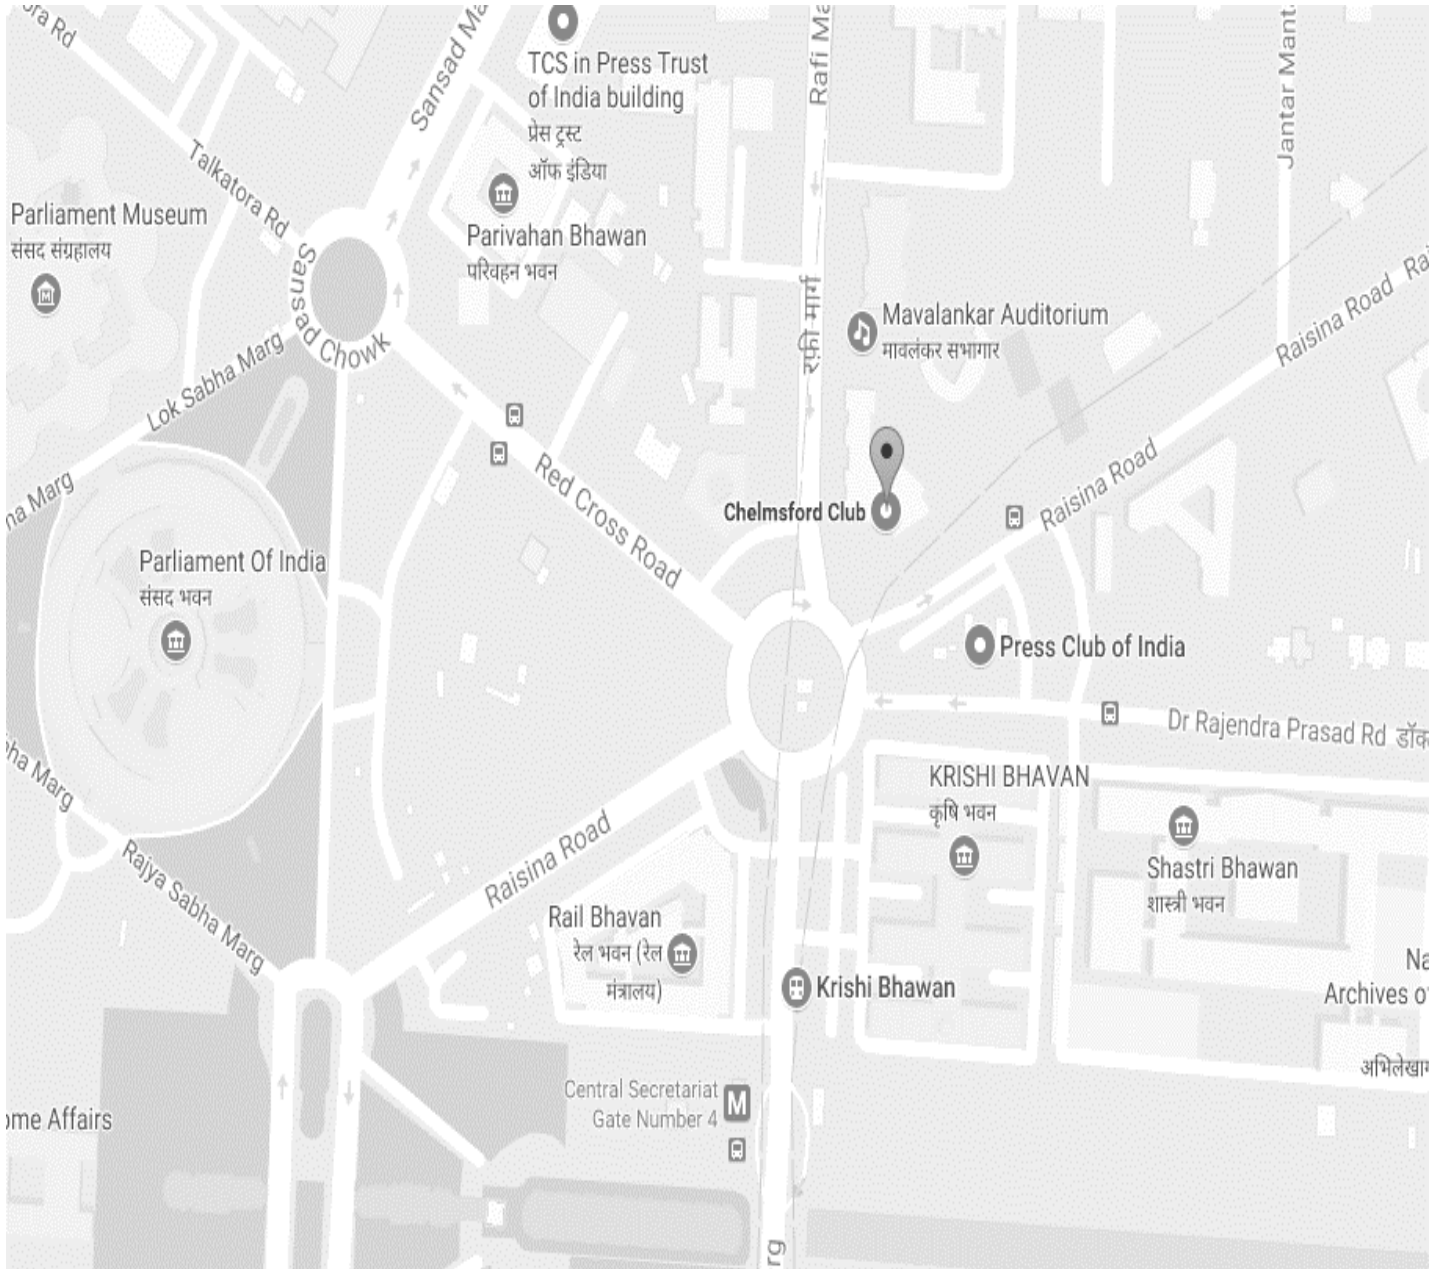 ora Rd
Sansad Ma
TCS in Press Trust
of India building
प्रेस ट्रस्ट
ऑफ इंडिया
Rafi Ma
Jantar Mant
Talkatora Rd
Parliament Museum
संसद संग्रहालय
Parivahan Bhawan
परिवहन भवन
Sansad Chowk
रफ़ी मार्ग
Mavalankar Auditorium
मावलंकर सभागार
Raisina Road
Ra
Lok Sabha Marg
ha Marg
Red Cross Road
Chelmsford Club
Raisina Road
Parliament Of India
संसद भवन
Press Club of India
Dr Rajendra Prasad Rd डॉक
bha Marg
KRISHI BHAVAN
कृषि भवन
Rajya Sabha Marg
Raisina Road
Shastri Bhawan
शास्त्री भवन
Rail Bhavan
रेल भवन (रेल
मंत्रालय)
Krishi Bhawan
Na
Archives of
अभिलेखाग
Central Secretariat
Gate Number 4
M
ome Affairs
rg